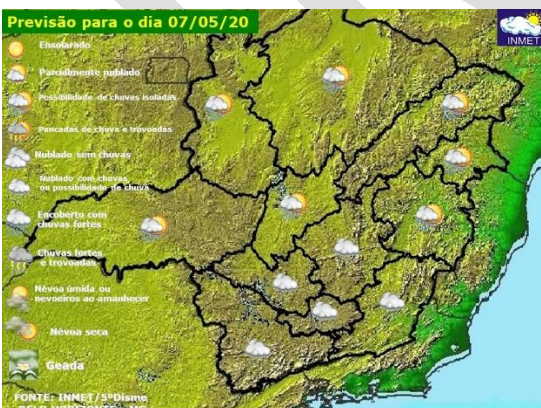 Previsão para o dia 07/05/20
INMET
Ensolarado
Parcialmente nublado
Possibilidade de chuvas isoladas
Pancadas de chuva e trovoadas
Nublado sem chuvas
Nublado com chuvas
ou possibilidade de chuva
Encoberto com
chuvas fortes
Chuvas fortes
e trovoadas
Névoa úmida ou
nevoeiros ao amanhecer
Névoa seca
Geada
FONTE: INMET/5ºDisme